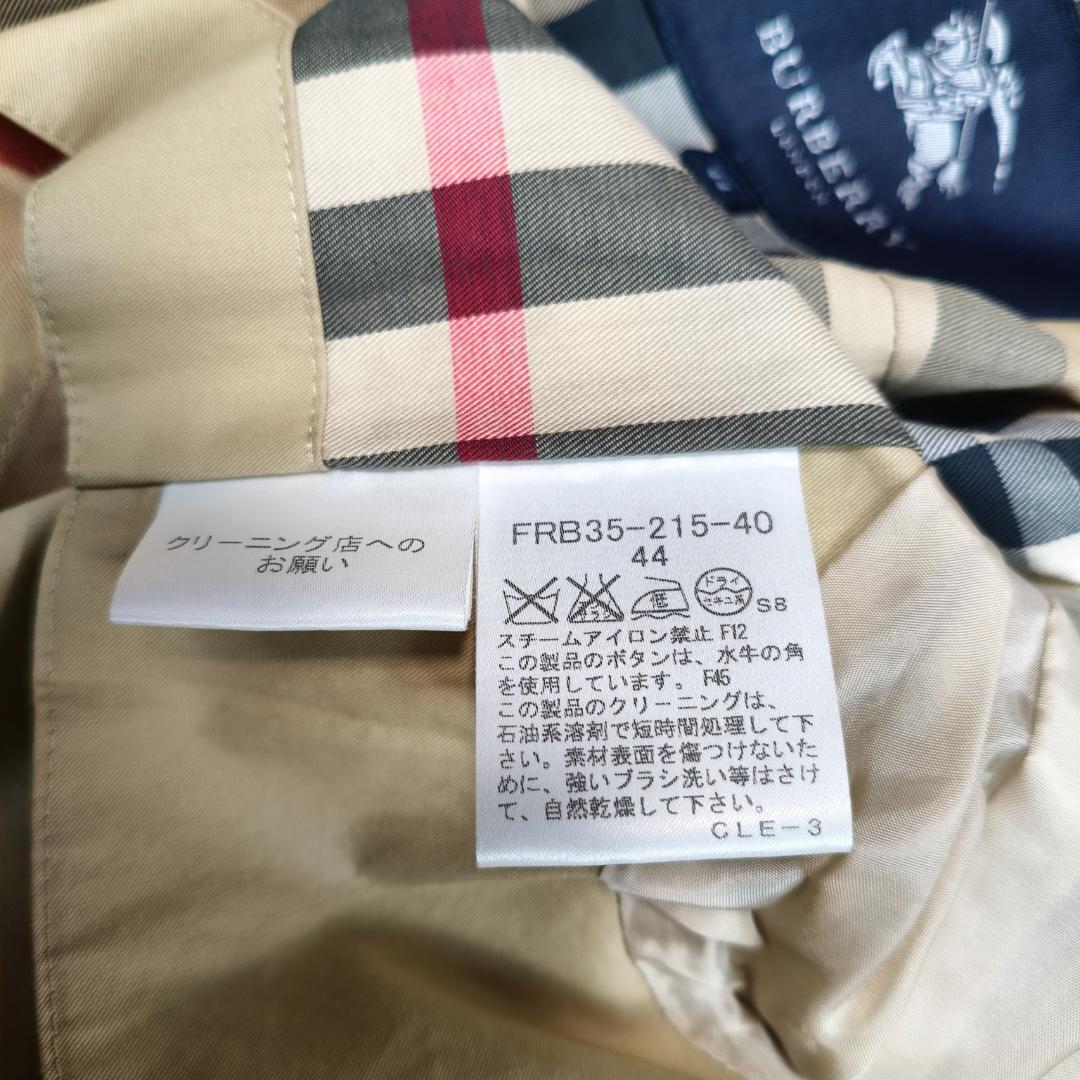 BURBERRY
LONDON
クリーニング店への
お願い
FRB35-215-40
44
低
ドライ
セキユ系
S8
スチームアイロン禁止 F12
この製品のボタンは、水牛の角
を使用しています。 F45
この製品のクリーニングは、
石油系溶剤で短時間処理して下
さい。素材表面を傷つけないた
めに、強いブラシ洗い等はさけ
て、自然乾燥して下さい。
CLE-3